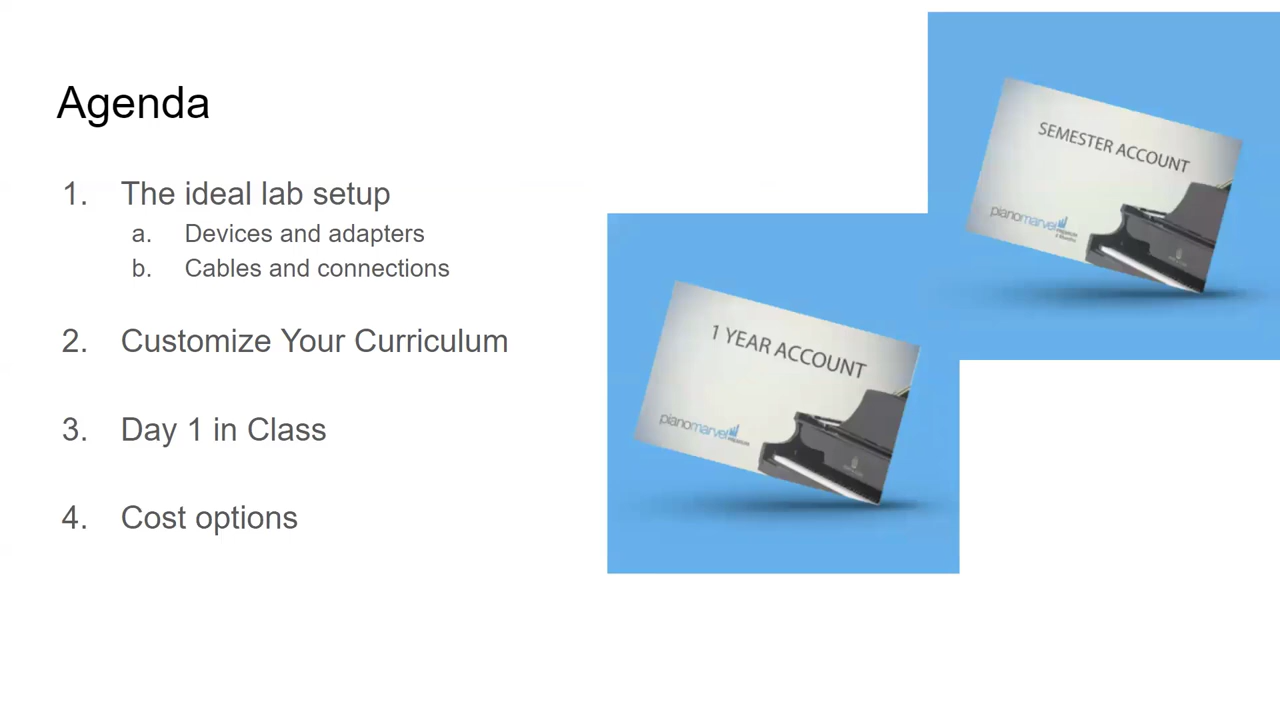 Agenda
1. The ideal lab setup
a. Devices and adapters
b. Cables and connections
2. Customize Your Curriculum
3. Day 1 in Class
4. Cost options
SEMESTER ACCOUNT
pianomarvel
1 YEAR ACCOUNT
pianomarvel